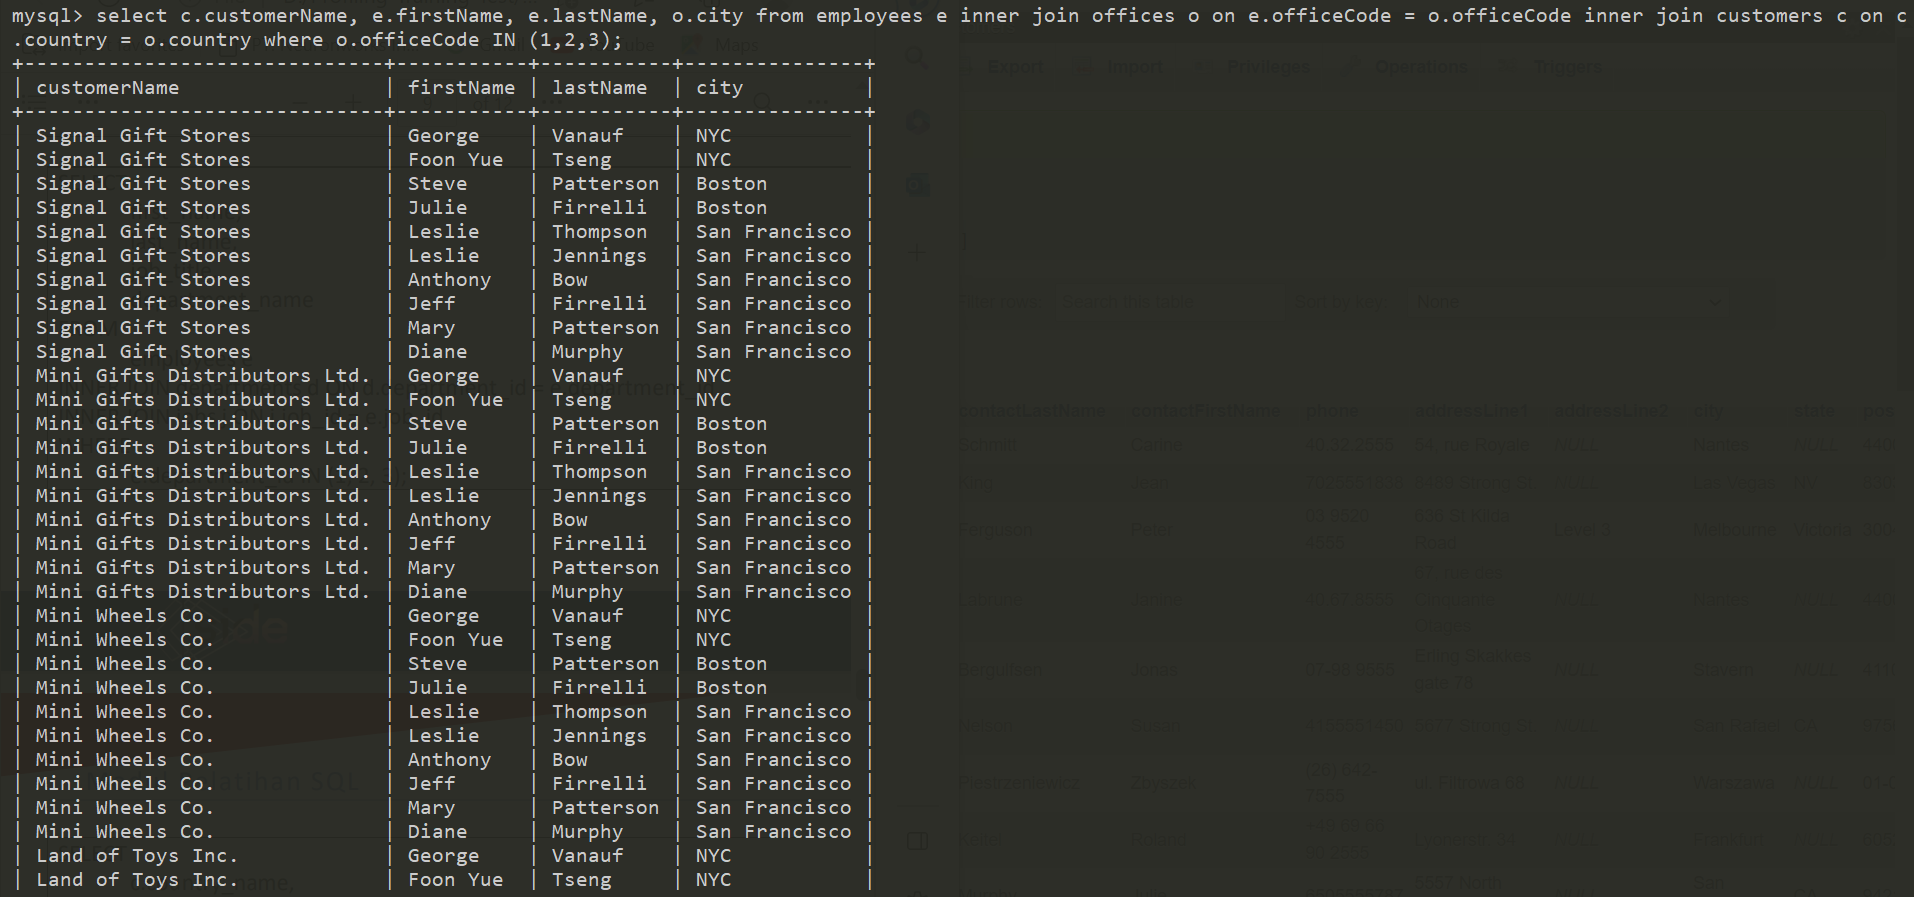 mysql> select c.customerName, e.firstName, e.lastName, o.city from employees e inner join offices o on e.officeCode = o.officeCode inner join customers c on c
.country = o.country where o.officeCode IN (1,2,3);
+------------------------------+-----------+-----------+---------------+
| customerName                 | firstName | lastName  | city          |
+------------------------------+-----------+-----------+---------------+
| Signal Gift Stores           | George    | Vanauf    | NYC           |
| Signal Gift Stores           | Foon Yue  | Tseng     | NYC           |
| Signal Gift Stores           | Steve     | Patterson | Boston        |
| Signal Gift Stores           | Julie     | Firrelli  | Boston        |
| Signal Gift Stores           | Leslie    | Thompson  | San Francisco |
| Signal Gift Stores           | Leslie    | Jennings  | San Francisco |
| Signal Gift Stores           | Anthony   | Bow       | San Francisco |
| Signal Gift Stores           | Jeff      | Firrelli  | San Francisco |
| Signal Gift Stores           | Mary      | Patterson | San Francisco |
| Signal Gift Stores           | Diane     | Murphy    | San Francisco |
| Mini Gifts Distributors Ltd. | George    | Vanauf    | NYC           |
| Mini Gifts Distributors Ltd. | Foon Yue  | Tseng     | NYC           |
| Mini Gifts Distributors Ltd. | Steve     | Patterson | Boston        |
| Mini Gifts Distributors Ltd. | Julie     | Firrelli  | Boston        |
| Mini Gifts Distributors Ltd. | Leslie    | Thompson  | San Francisco |
| Mini Gifts Distributors Ltd. | Leslie    | Jennings  | San Francisco |
| Mini Gifts Distributors Ltd. | Anthony   | Bow       | San Francisco |
| Mini Gifts Distributors Ltd. | Jeff      | Firrelli  | San Francisco |
| Mini Gifts Distributors Ltd. | Mary      | Patterson | San Francisco |
| Mini Gifts Distributors Ltd. | Diane     | Murphy    | San Francisco |
| Mini Wheels Co.              | George    | Vanauf    | NYC           |
| Mini Wheels Co.              | Foon Yue  | Tseng     | NYC           |
| Mini Wheels Co.              | Steve     | Patterson | Boston        |
| Mini Wheels Co.              | Julie     | Firrelli  | Boston        |
| Mini Wheels Co.              | Leslie    | Thompson  | San Francisco |
| Mini Wheels Co.              | Leslie    | Jennings  | San Francisco |
| Mini Wheels Co.              | Anthony   | Bow       | San Francisco |
| Mini Wheels Co.              | Jeff      | Firrelli  | San Francisco |
| Mini Wheels Co.              | Mary      | Patterson | San Francisco |
| Mini Wheels Co.              | Diane     | Murphy    | San Francisco |
| Land of Toys Inc.            | George    | Vanauf    | NYC           |
| Land of Toys Inc.            | Foon Yue  | Tseng     | NYC           |